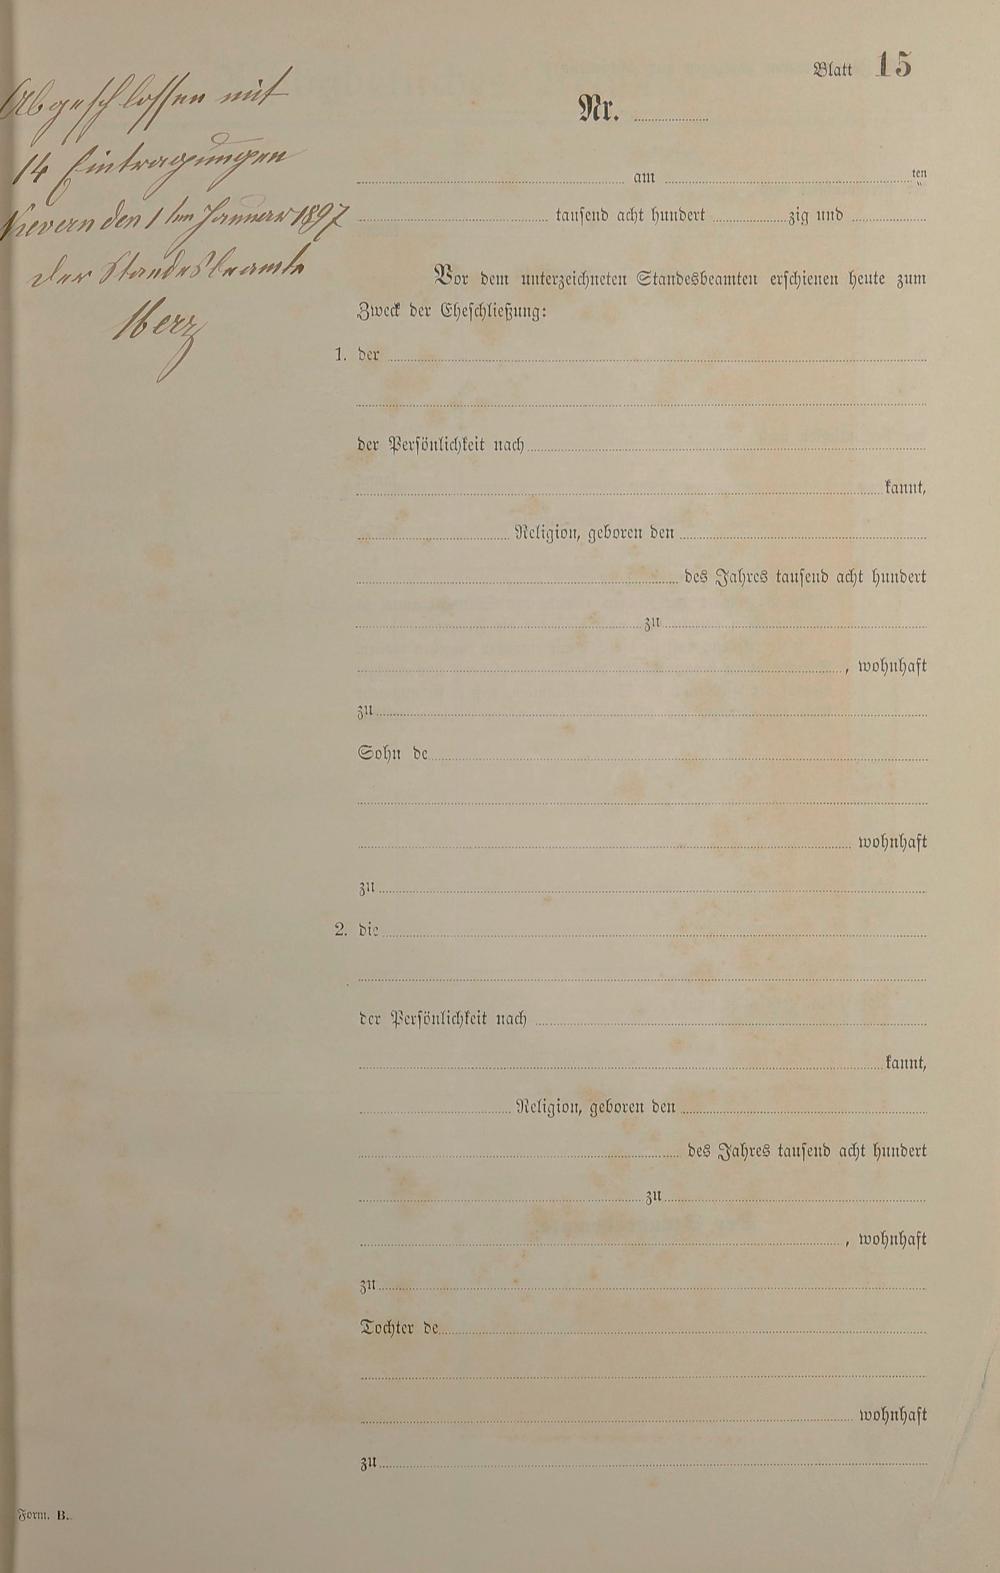 Blatt 15
Nr.
Abgeschlossen mit
14 Eintragungen
den 1ten Januar 1897
der Standesbeamte
am ten
tausend acht hundert zig und
Vor dem unterzeichneten Standesbeamten erschienen heute zum
Zweck der Eheschließung:
1. der
der Persönlichkeit nach
kannt,
Religion, geboren den
des Jahres tausend acht hundert
zu
, wohnhaft
zu
Sohn de
wohnhaft
zu
2. die
der Persönlichkeit nach
kannt,
Religion, geboren den
des Jahres tausend acht hundert
zu
, wohnhaft
zu
Tochter de
wohnhaft
zu
Form. B.